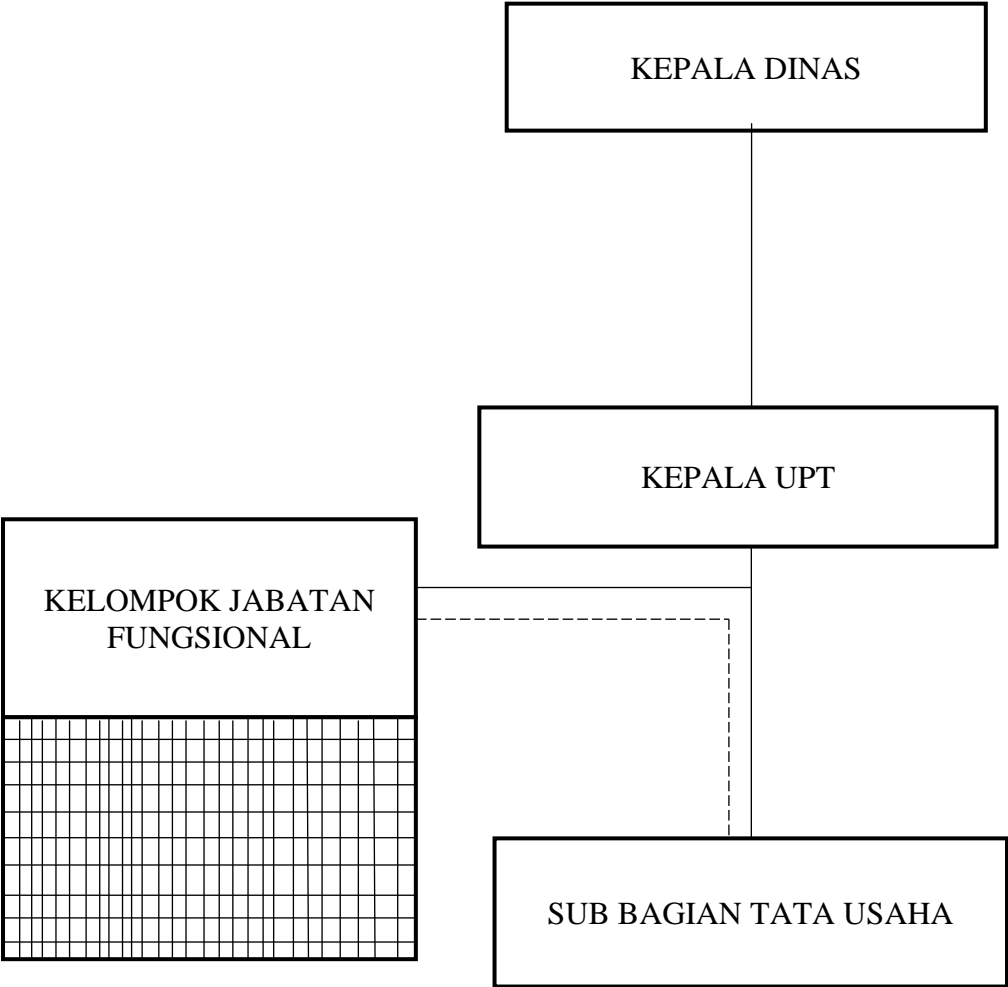 KEPALA DINAS
KEPALA UPT
KELOMPOK JABATAN
FUNGSIONAL
SUB BAGIAN TATA USAHA